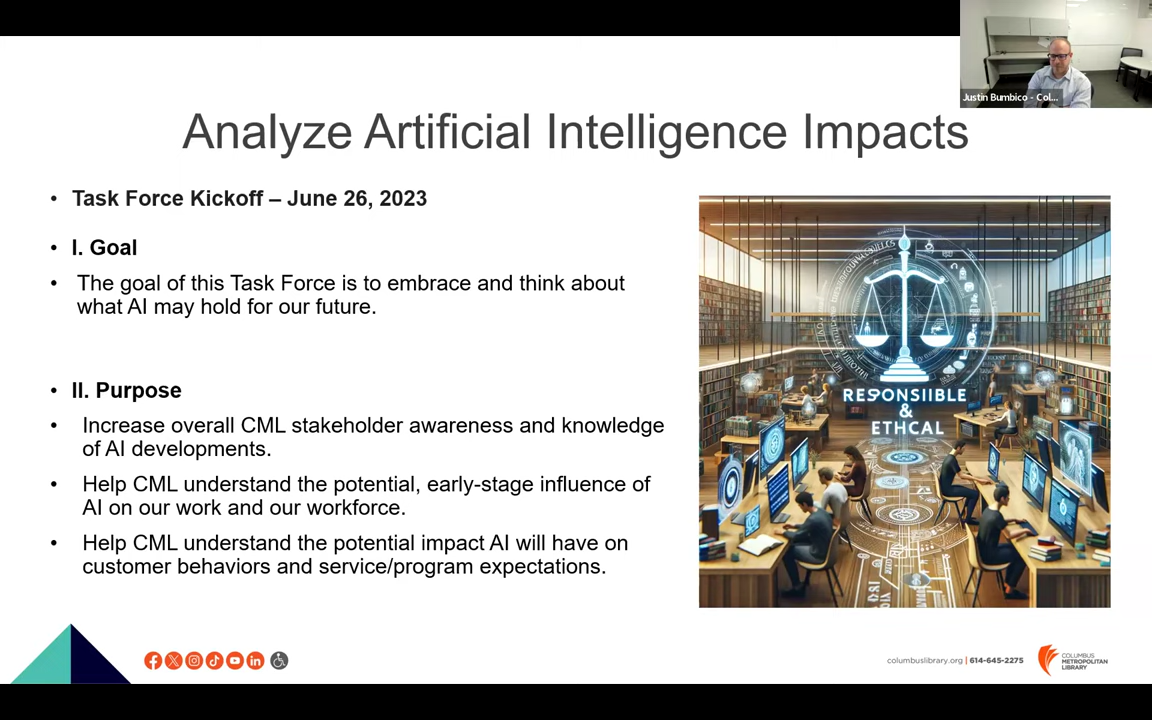 Justin Bumbico - Col...
Analyze Artificial Intelligence Impacts
• Task Force Kickoff – June 26, 2023
• I. Goal
• The goal of this Task Force is to embrace and think about
what AI may hold for our future.
• II. Purpose
• Increase overall CML stakeholder awareness and knowledge
of AI developments.
• Help CML understand the potential, early-stage influence of
AI on our work and our workforce.
• Help CML understand the potential impact AI will have on
customer behaviors and service/program expectations.
RESPONSIIBLE
&
ETHCAL
columbuslibrary.org | 614-645-2275
COLUMBUS
METROPOLITAN
LIBRARY